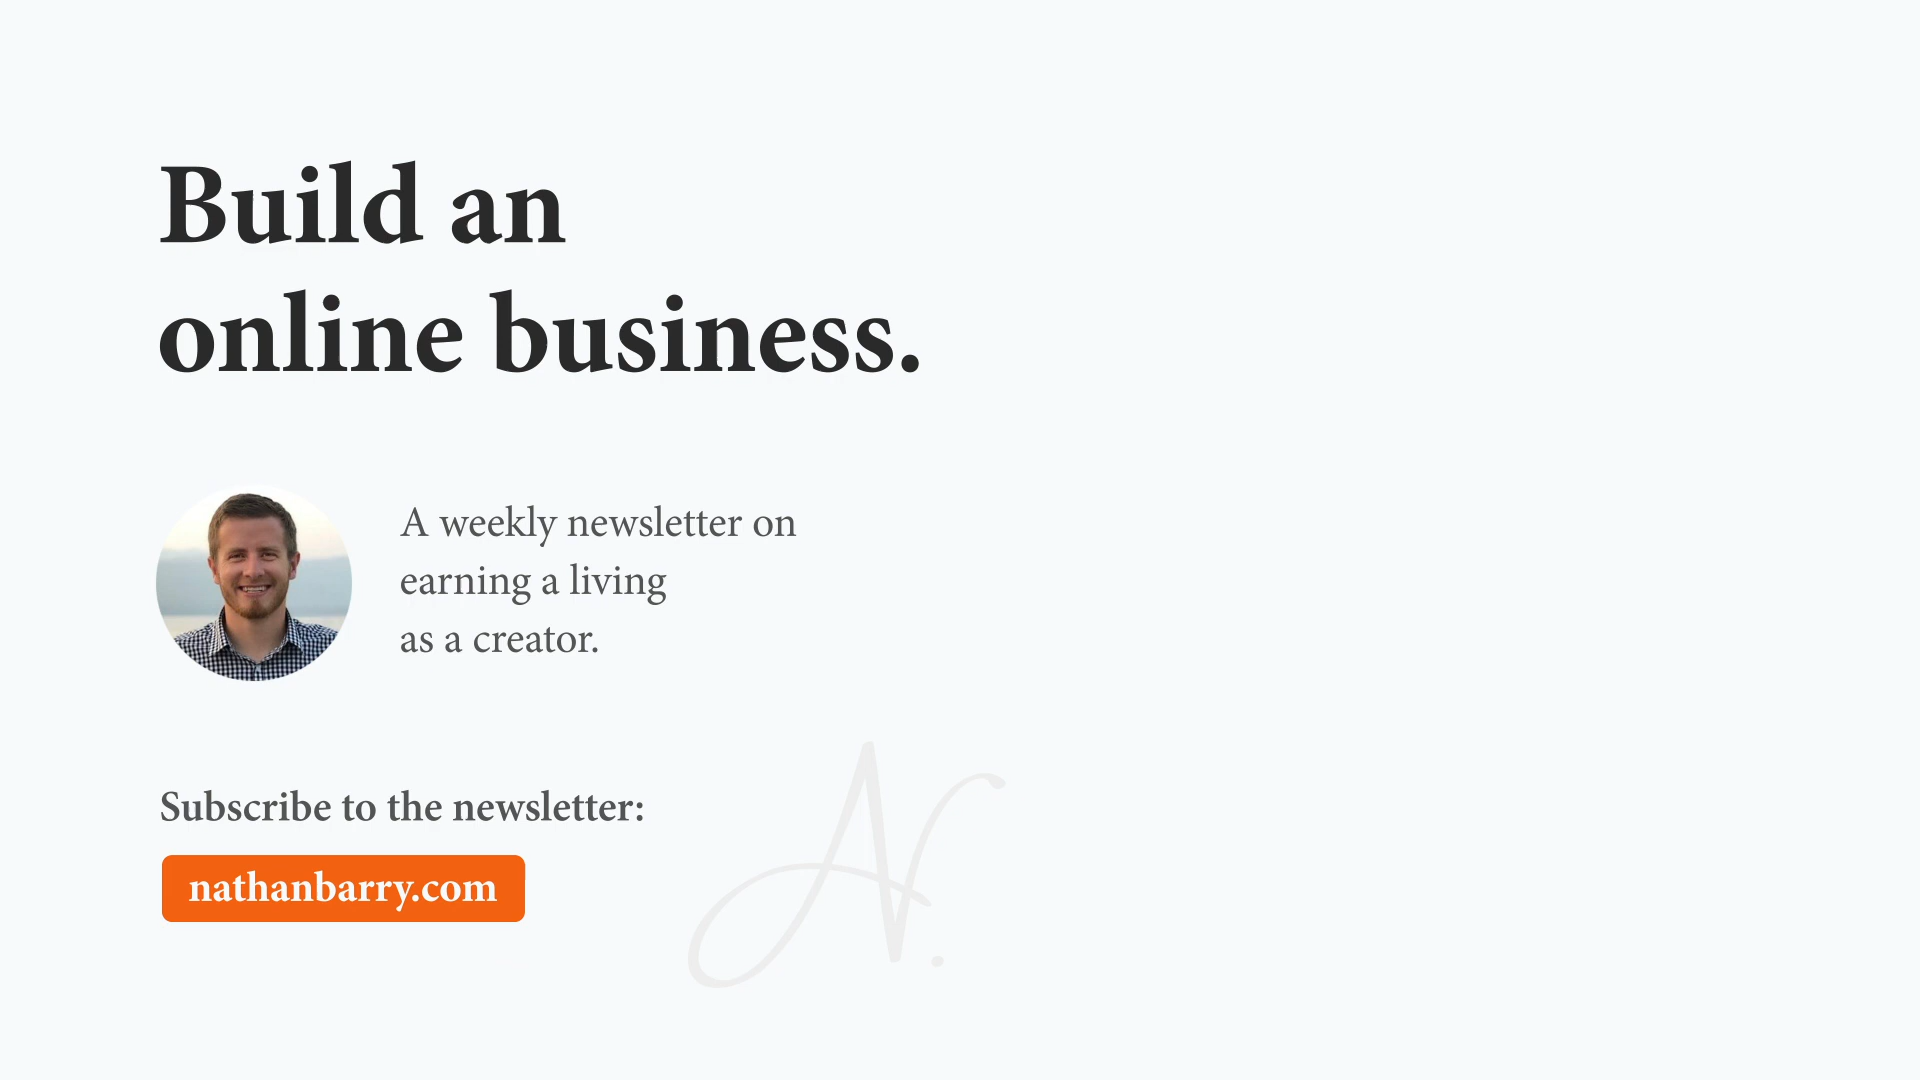 Build an
online business.
A weekly newsletter on
earning a living
as a creator.
Subscribe to the newsletter:
nathanbarry.com
N.